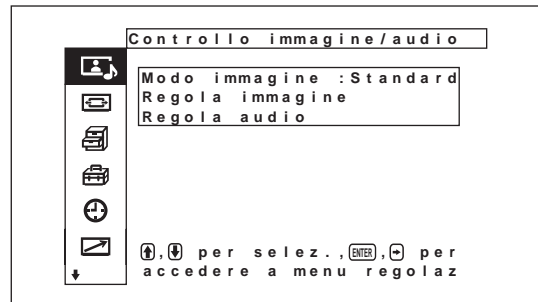 Controllo immagine/audio
Modo immagine :Standard
Regola immagine
Regola audio
↑,↓ per selez.,ENTER,→ per
accedere a menu regolaz